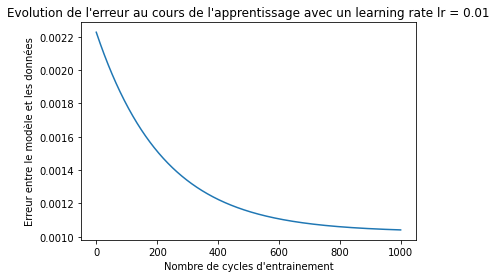 Evolution de l'erreur au cours de l'apprentissage avec un learning rate lr = 0.01
Erreur entre le modèle et les données
0.0022
0.0020
0.0018
0.0016
0.0014
0.0012
0.0010
0 200 400 600 800 1000
Nombre de cycles d'entrainement